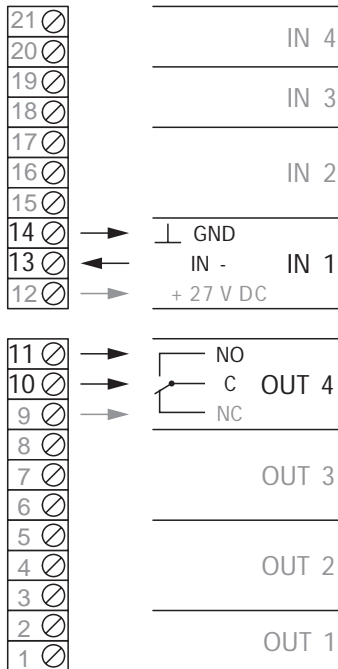 21
20 IN 4
19
18 IN 3
17
16 IN 2
15
14 GND
13 IN - IN 1
12 + 27 V DC
11 NO
10 C OUT 4
9 NC
8
7 OUT 3
6
5
4 OUT 2
3
2
1 OUT 1